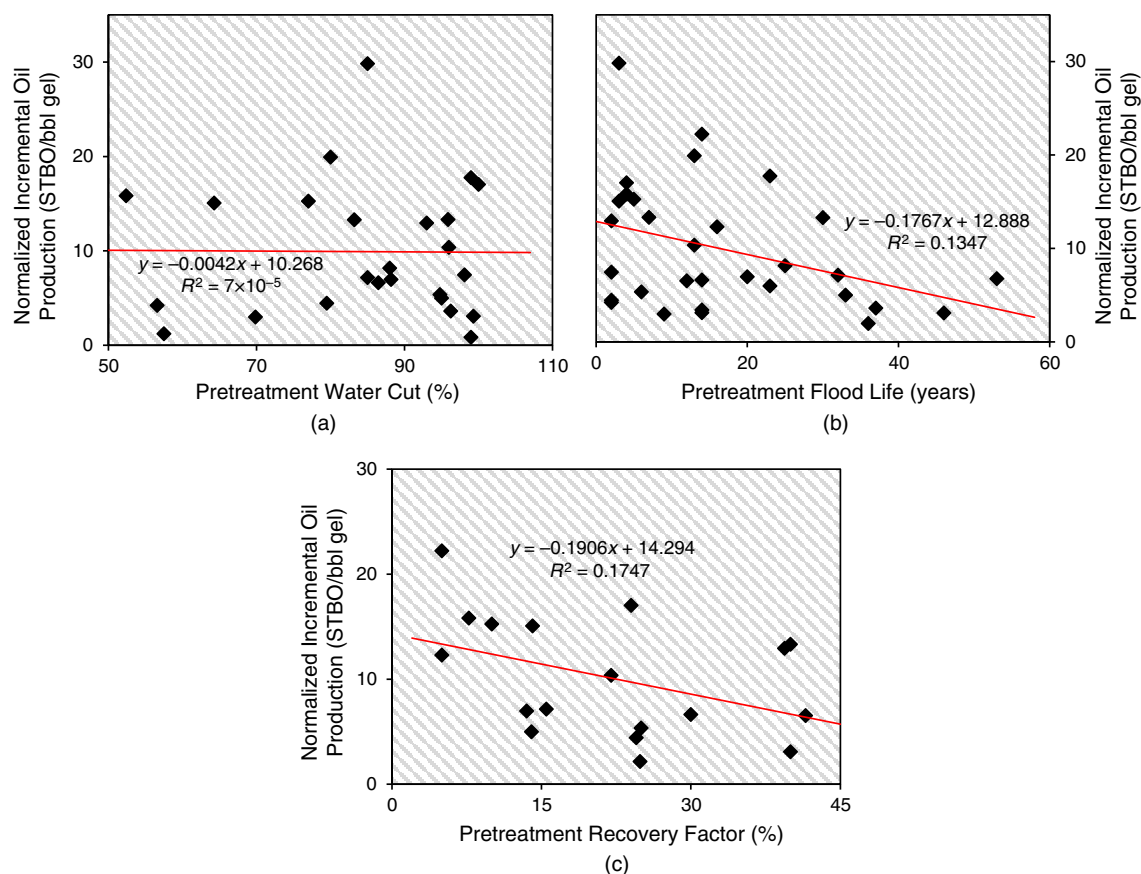 Normalized Incremental Oil
Production (STBO/bbl gel)
30
20
10
0
y = –0.0042x + 10.268
R² = 7×10⁻⁵
50 70 90 110
Pretreatment Water Cut (%)
(a)
y = –0.1767x + 12.888
R² = 0.1347
30
20
10
0
Normalized Incremental Oil
Production (STBO/bbl gel)
0 20 40 60
Pretreatment Flood Life (years)
(b)
Normalized Incremental Oil
Production (STBO/bbl gel)
30
20
10
0
y = –0.1906x + 14.294
R² = 0.1747
0 15 30 45
Pretreatment Recovery Factor (%)
(c)